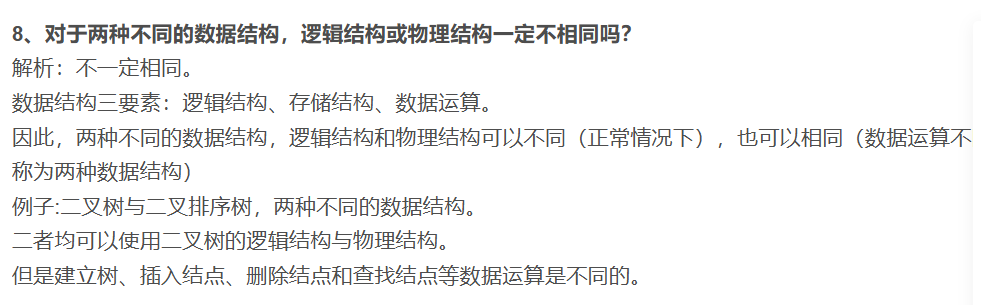 8、对于两种不同的数据结构，逻辑结构或物理结构一定不相同吗？
解析：不一定相同。
数据结构三要素：逻辑结构、存储结构、数据运算。
因此，两种不同的数据结构，逻辑结构和物理结构可以不同（正常情况下），也可以相同（数据运算不
称为两种数据结构）
例子:二叉树与二叉排序树，两种不同的数据结构。
二者均可以使用二叉树的逻辑结构与物理结构。
但是建立树、插入结点、删除结点和查找结点等数据运算是不同的。